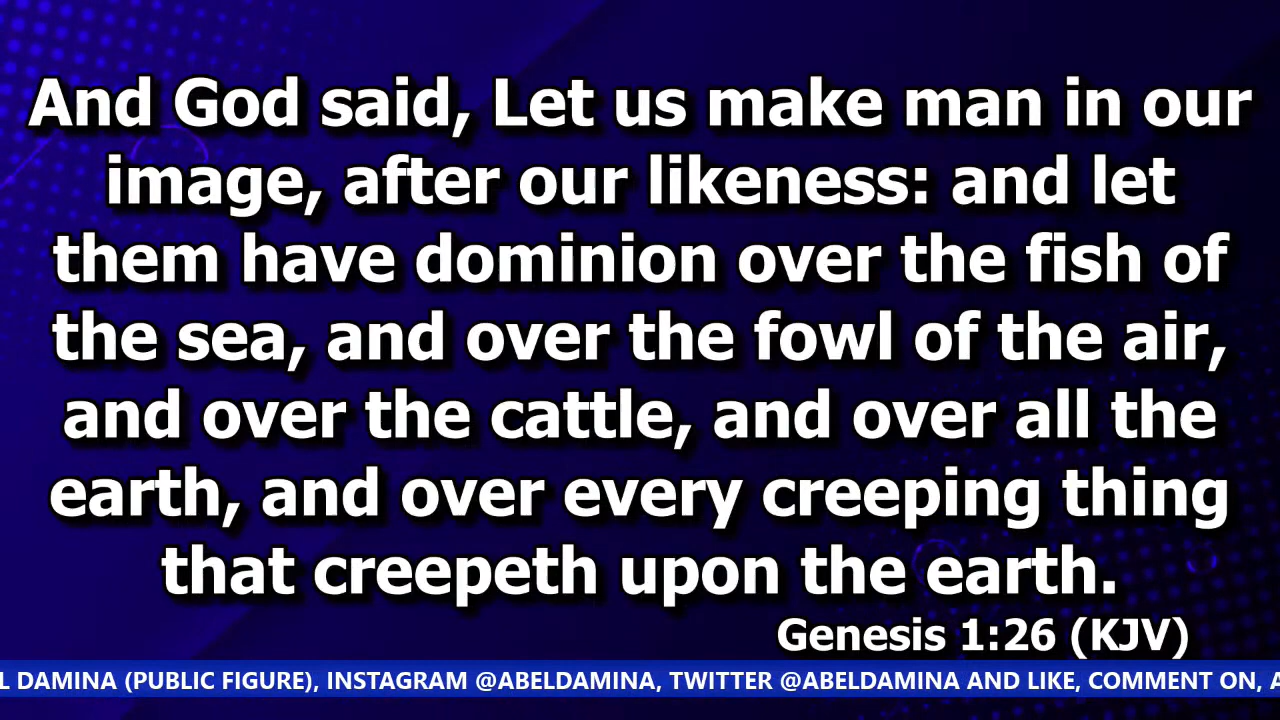 And God said, Let us make man in our
image, after our likeness: and let
them have dominion over the fish of
the sea, and over the fowl of the air,
and over the cattle, and over all the
earth, and over every creeping thing
that creepeth upon the earth.
Genesis 1:26 (KJV)
L DAMINA (PUBLIC FIGURE), INSTAGRAM @ABELDAMINA, TWITTER @ABELDAMINA AND LIKE, COMMENT ON, A